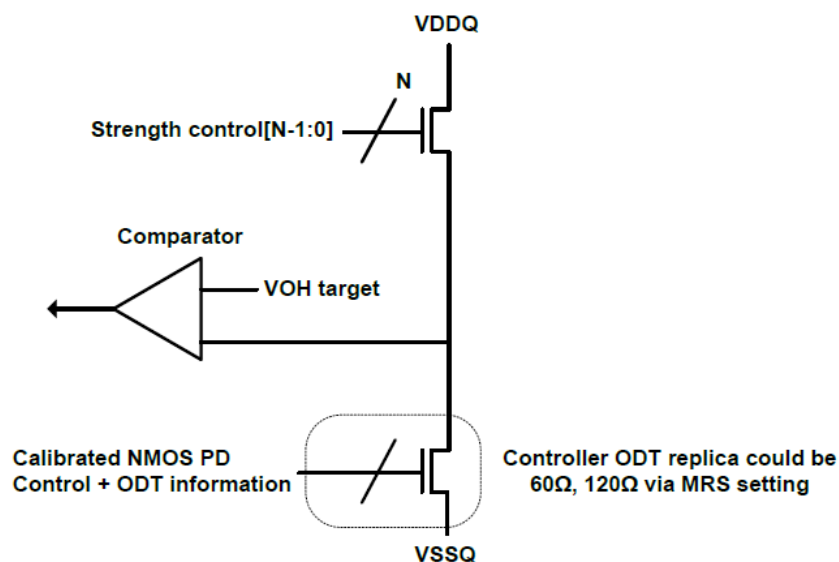 VDDQ
N
Strength control[N-1:0]
Comparator
VOH target
Calibrated NMOS PD
Control + ODT information
Controller ODT replica could be
60Ω, 120Ω via MRS setting
VSSQ